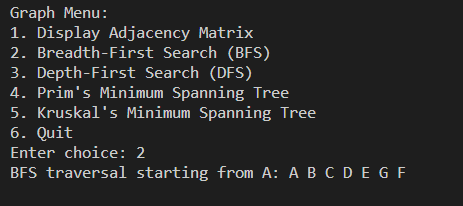 Graph Menu:
1. Display Adjacency Matrix
2. Breadth-First Search (BFS)
3. Depth-First Search (DFS)
4. Prim's Minimum Spanning Tree
5. Kruskal's Minimum Spanning Tree
6. Quit
Enter choice: 2
BFS traversal starting from A: A B C D E G F